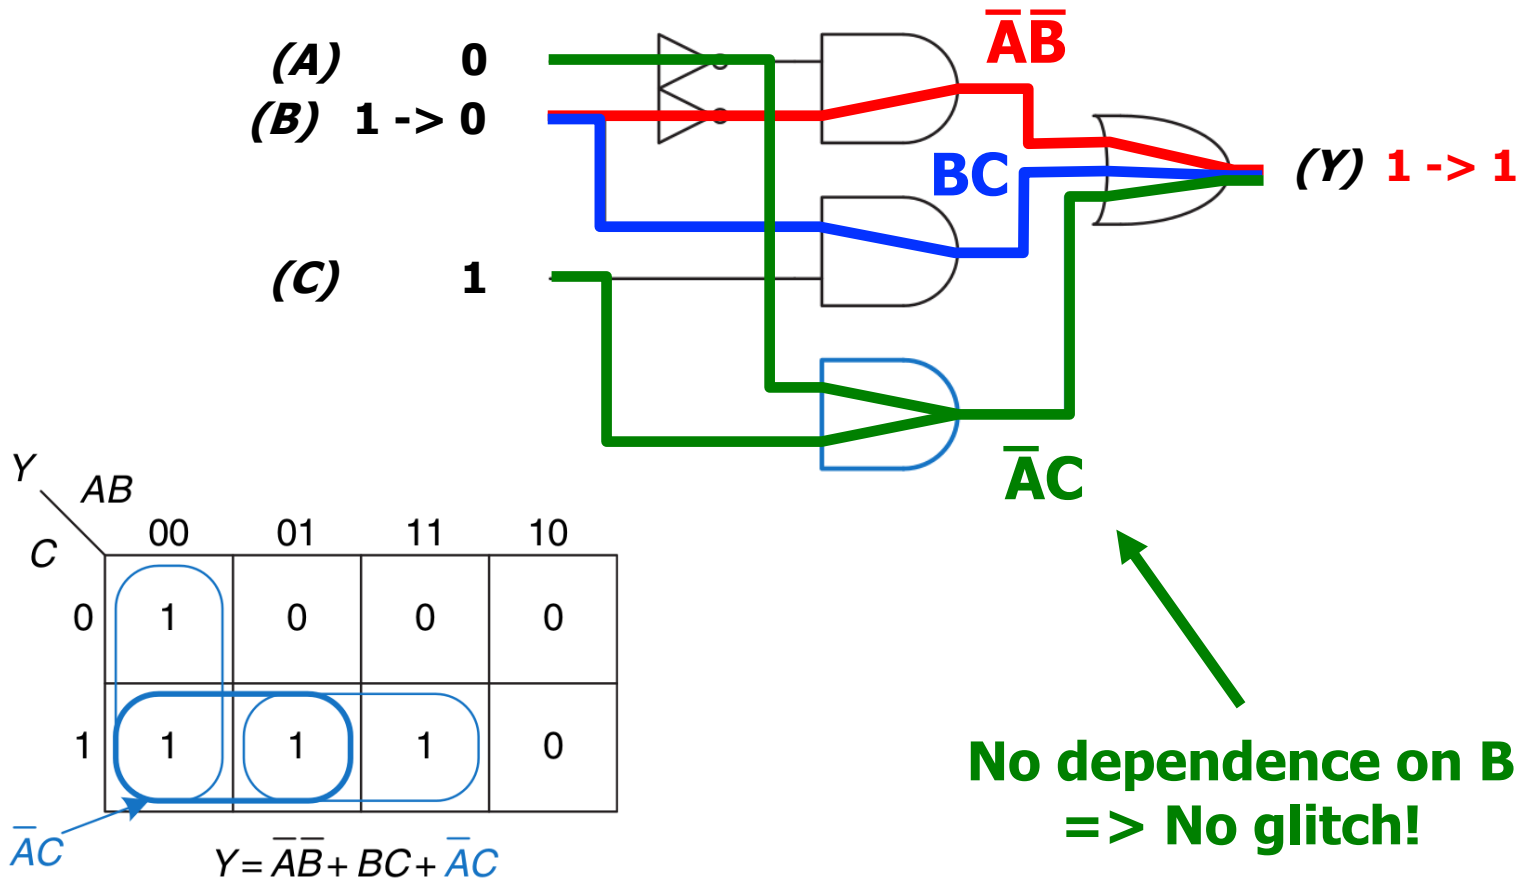 A̅B̅
(A) 0
(B) 1 -> 0
BC
(Y) 1 -> 1
(C) 1
A̅C
Y
AB
00 01 11 10
C
0 1 0 0 0
1 1 1 1 0
A̅C
Y = A̅B̅ + BC + A̅C
No dependence on B
=> No glitch!